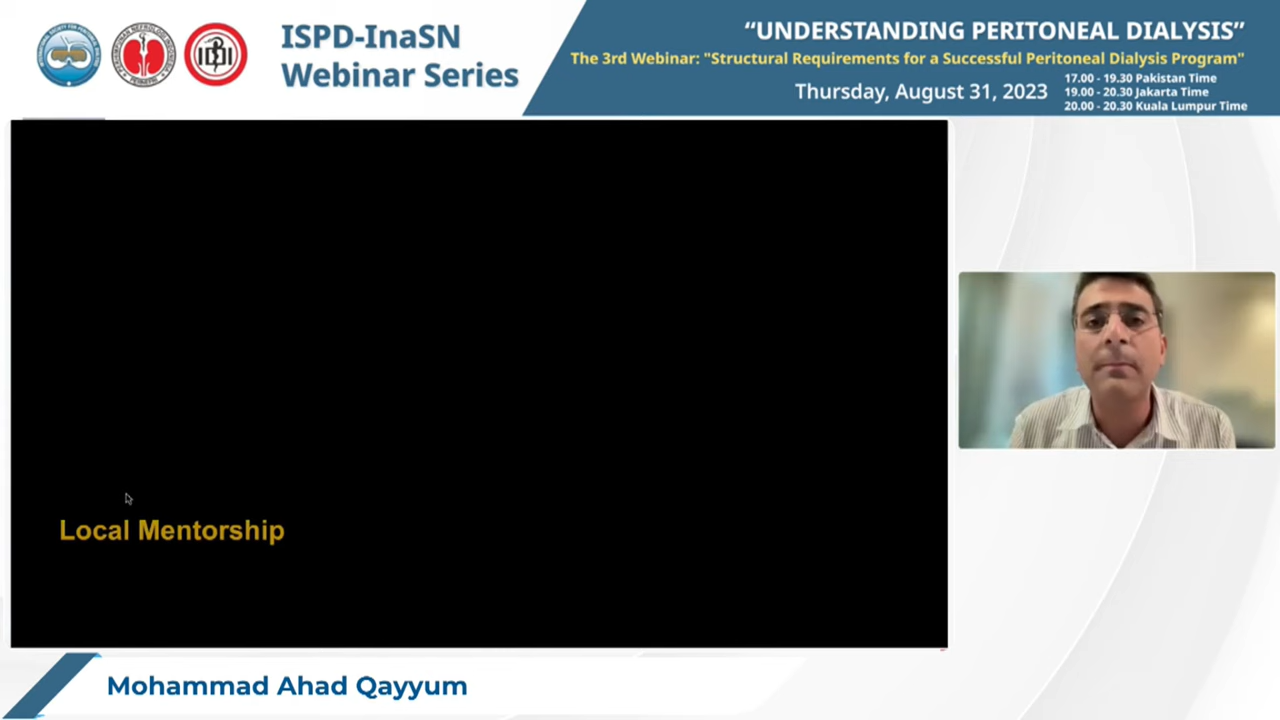 ISPD-InaSN
Webinar Series
“UNDERSTANDING PERITONEAL DIALYSIS”
The 3rd Webinar: "Structural Requirements for a Successful Peritoneal Dialysis Program"
Thursday, August 31, 2023
17.00 - 19.30 Pakistan Time
19.00 - 20.30 Jakarta Time
20.00 - 20.30 Kuala Lumpur Time
Local Mentorship
Mohammad Ahad Qayyum